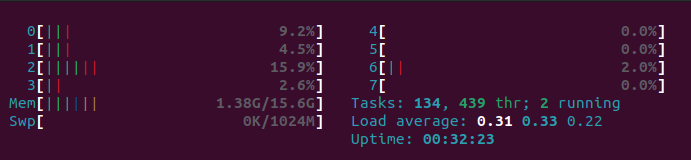 0[||| 9.2%] 4[ 0.0%]
1[||| 4.5%] 5[ 0.0%]
2[|||||| 15.9%] 6[|| 2.0%]
3[|| 2.6%] 7[ 0.0%]
Mem[|||||| 1.38G/15.6G] Tasks: 134, 439 thr; 2 running
Swp[ 0K/1024M] Load average: 0.31 0.33 0.22
Uptime: 00:32:23